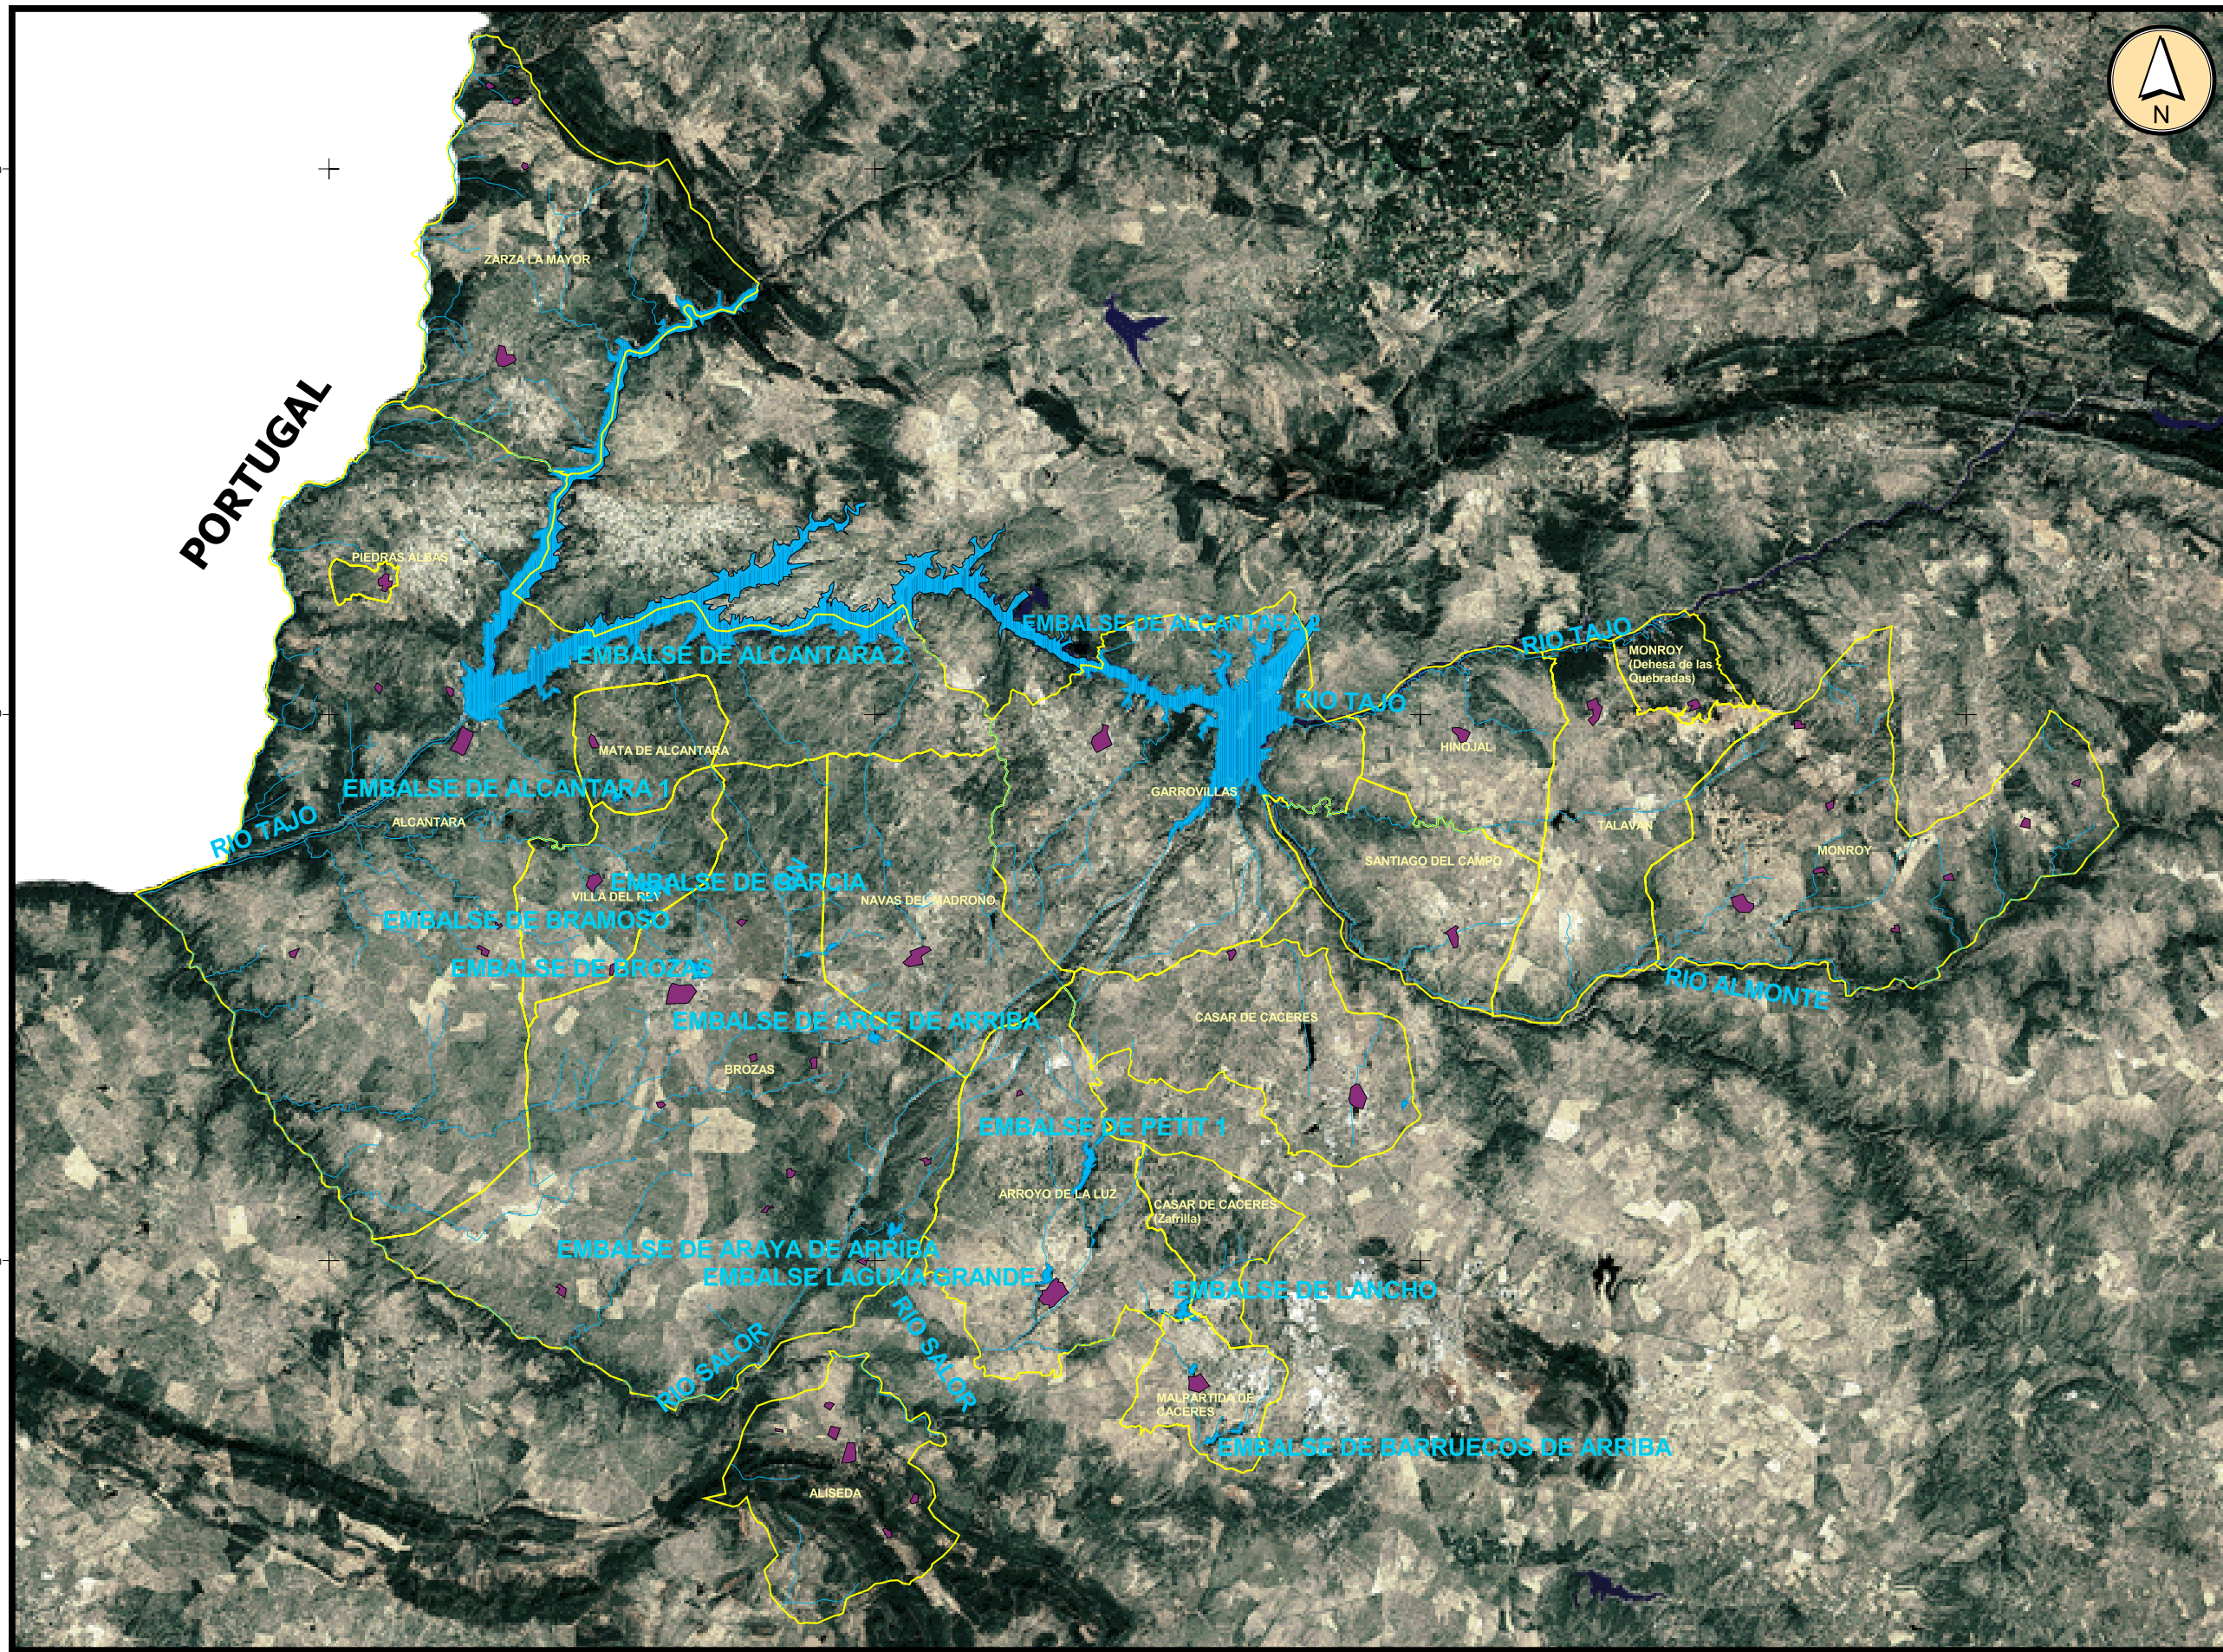 N
ZARZA LA MAYOR
PORTUGAL
PIEDRAS ALBAS
EMBALSE DE ALCANTARA 2
RIO TAJO
EMBALSE DE ALCANTARA 2
MONROY
(Dehesa de las
Quebradas)
RIO TAJO
MATA DE ALCANTARA
HINOJAL
EMBALSE DE ALCANTARA 1
GARROVILLAS
RIO TAJO
ALCANTARA
TALAVAN
MONROY
SANTIAGO DEL CAMPO
EMBALSE DE GARCIA
VILLA DEL REY
NAVAS DEL MADROÑO
EMBALSE DE BRAMOSO
EMBALSE DE BROZAS
RIO ALMONTE
EMBALSE DE ARCE DE ARRIBA
CASAR DE CACERES
BROZAS
EMBALSE DE PETIT 1
ARROYO DE LA LUZ
CASAR DE CACERES
(Zafrilla)
EMBALSE DE ARAYA DE ARRIBA
EMBALSE LAGUNA GRANDE
EMBALSE DE LANCHO
RIO SALOR
RIO SALOR
MALPARTIDA DE
CACERES
EMBALSE DE BARRUECOS DE ARRIBA
ALISEDA